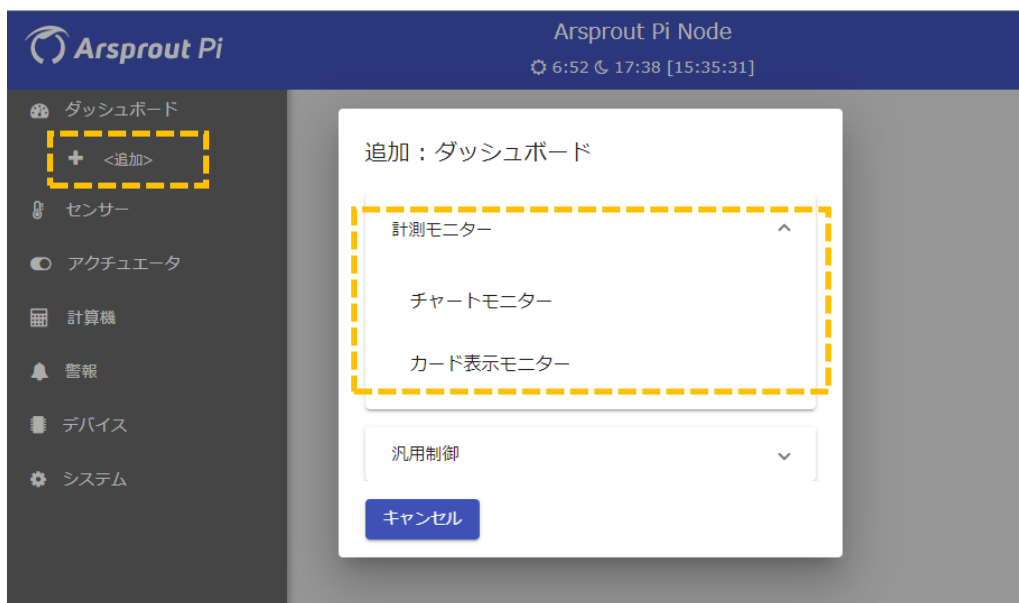 Arsprout Pi
Arsprout Pi Node
6:52 17:38 [15:35:31]
ダッシュボード
<追加>
センサー
アクチュエータ
計算機
警報
デバイス
システム
追加：ダッシュボード
計測モニター
チャートモニター
カード表示モニター
汎用制御
キャンセル